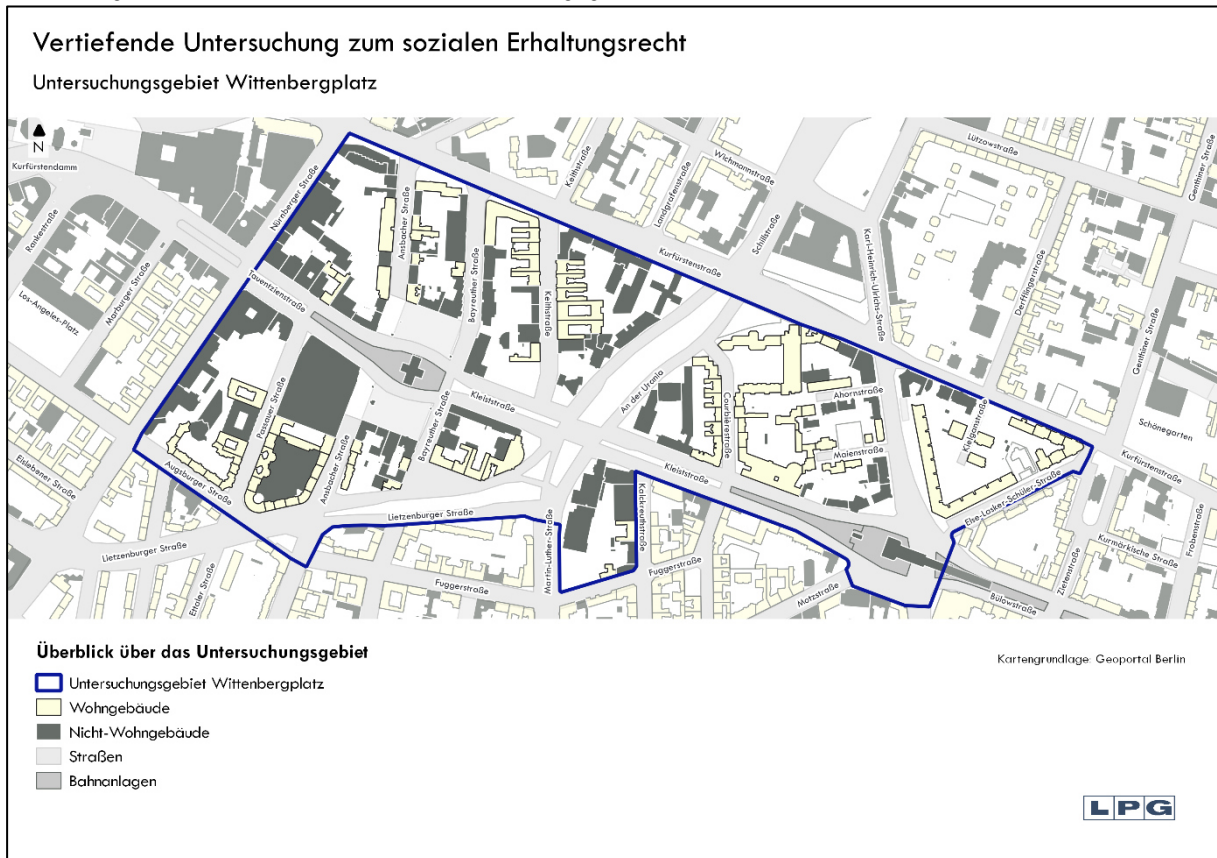 Vertiefende Untersuchung zum sozialen Erhaltungsrecht
Untersuchungsgebiet Wittenbergplatz
N
Kurfürstendamm
Rankestraße
Los-Angeles-Platz
Marburger Straße
Nürnberger Straße
Tauentzienstraße
Ansbacher Straße
Bayreuther Straße
Keithstraße
Keithstraße
Landgrafenstraße
Wichmannstraße
Schillstraße
Kurfürstenstraße
Karl-Heinrich-Ulrichs-Straße
Lützowstraße
Derfflingerstraße
Genthiner Straße
Genthiner Straße
Schönegarten
Kurfürstenstraße
Eislebener Straße
Augsburger Straße
Passauer Straße
Ansbacher Straße
Bayreuther Straße
Kleiststraße
An der Urania
Courbièrestraße
Ahornstraße
Maienstraße
Kielganstraße
Else-Lasker-Schüler-Straße
Kleiststraße
Kalckreuthstraße
Martin-Luther-Straße
Lietzenburger Straße
Lietzenburger Straße
Ettaler Straße
Fuggerstraße
Fuggerstraße
Motzstraße
Bülowstraße
Zietenstraße
Kurmärkische Straße
Frobenstraße
Überblick über das Untersuchungsgebiet
Untersuchungsgebiet Wittenbergplatz
Wohngebäude
Nicht-Wohngebäude
Straßen
Bahnanlagen
Kartengrundlage: Geoportal Berlin
LPG